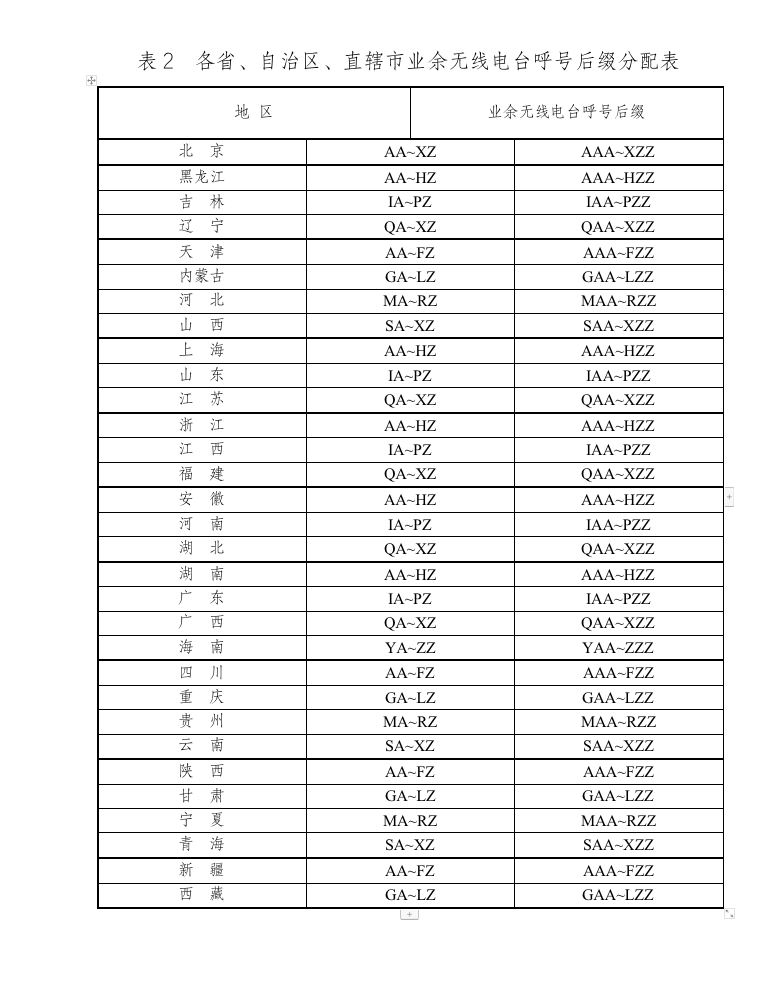 表2 各省、自治区、直辖市业余无线电台呼号后缀分配表
地 区 业余无线电台呼号后缀
北 京 AA~XZ AAA~XZZ
黑龙江 AA~HZ AAA~HZZ
吉 林 IA~PZ IAA~PZZ
辽 宁 QA~XZ QAA~XZZ
天 津 AA~FZ AAA~FZZ
内蒙古 GA~LZ GAA~LZZ
河 北 MA~RZ MAA~RZZ
山 西 SA~XZ SAA~XZZ
上 海 AA~HZ AAA~HZZ
山 东 IA~PZ IAA~PZZ
江 苏 QA~XZ QAA~XZZ
浙 江 AA~HZ AAA~HZZ
江 西 IA~PZ IAA~PZZ
福 建 QA~XZ QAA~XZZ
安 徽 AA~HZ AAA~HZZ
河 南 IA~PZ IAA~PZZ
湖 北 QA~XZ QAA~XZZ
湖 南 AA~HZ AAA~HZZ
广 东 IA~PZ IAA~PZZ
广 西 QA~XZ QAA~XZZ
海 南 YA~ZZ YAA~ZZZ
四 川 AA~FZ AAA~FZZ
重 庆 GA~LZ GAA~LZZ
贵 州 MA~RZ MAA~RZZ
云 南 SA~XZ SAA~XZZ
陕 西 AA~FZ AAA~FZZ
甘 肃 GA~LZ GAA~LZZ
宁 夏 MA~RZ MAA~RZZ
青 海 SA~XZ SAA~XZZ
新 疆 AA~FZ AAA~FZZ
西 藏 GA~LZ GAA~LZZ